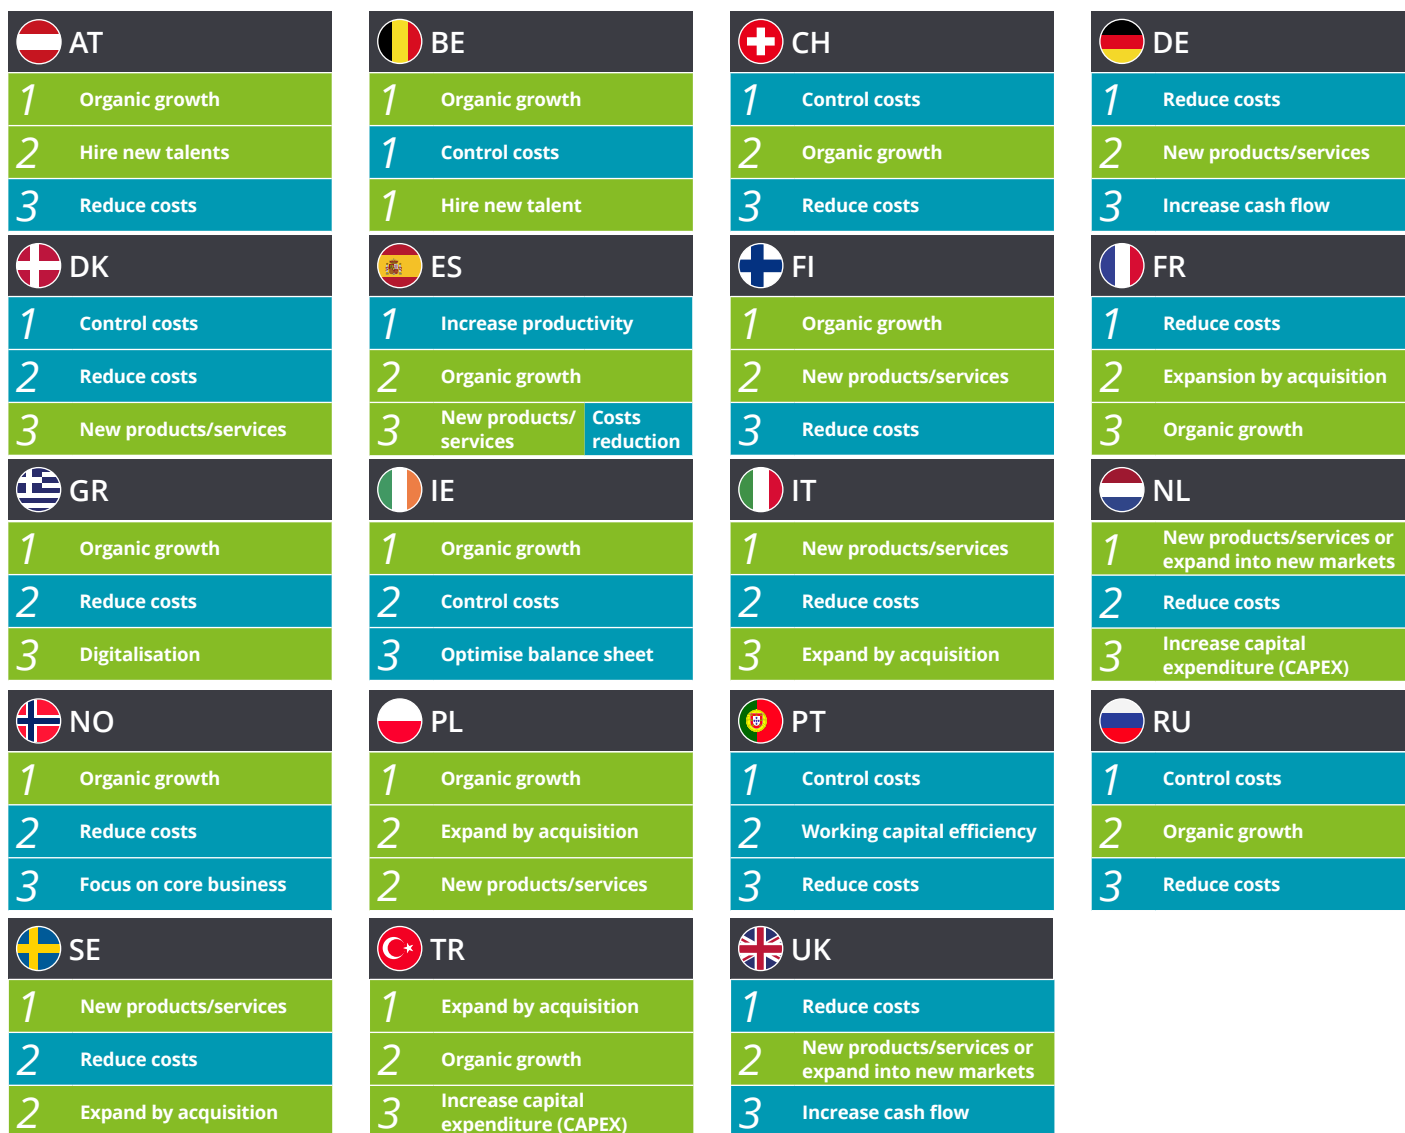 AT
1 Organic growth
2 Hire new talents
3 Reduce costs
BE
1 Organic growth
1 Control costs
1 Hire new talent
CH
1 Control costs
2 Organic growth
3 Reduce costs
DE
1 Reduce costs
2 New products/services
3 Increase cash flow
DK
1 Control costs
2 Reduce costs
3 New products/services
ES
1 Increase productivity
2 Organic growth
3 New products/
services
Costs
reduction
FI
1 Organic growth
2 New products/services
3 Reduce costs
FR
1 Reduce costs
2 Expansion by acquisition
3 Organic growth
GR
1 Organic growth
2 Reduce costs
3 Digitalisation
IE
1 Organic growth
2 Control costs
3 Optimise balance sheet
IT
1 New products/services
2 Reduce costs
3 Expand by acquisition
NL
1 New products/services or
expand into new markets
2 Reduce costs
3 Increase capital
expenditure (CAPEX)
NO
1 Organic growth
2 Reduce costs
3 Focus on core business
PL
1 Organic growth
2 Expand by acquisition
2 New products/services
PT
1 Control costs
2 Working capital efficiency
3 Reduce costs
RU
1 Control costs
2 Organic growth
3 Reduce costs
SE
1 New products/services
2 Reduce costs
2 Expand by acquisition
TR
1 Expand by acquisition
2 Organic growth
3 Increase capital
expenditure (CAPEX)
UK
1 Reduce costs
2 New products/services or
expand into new markets
3 Increase cash flow